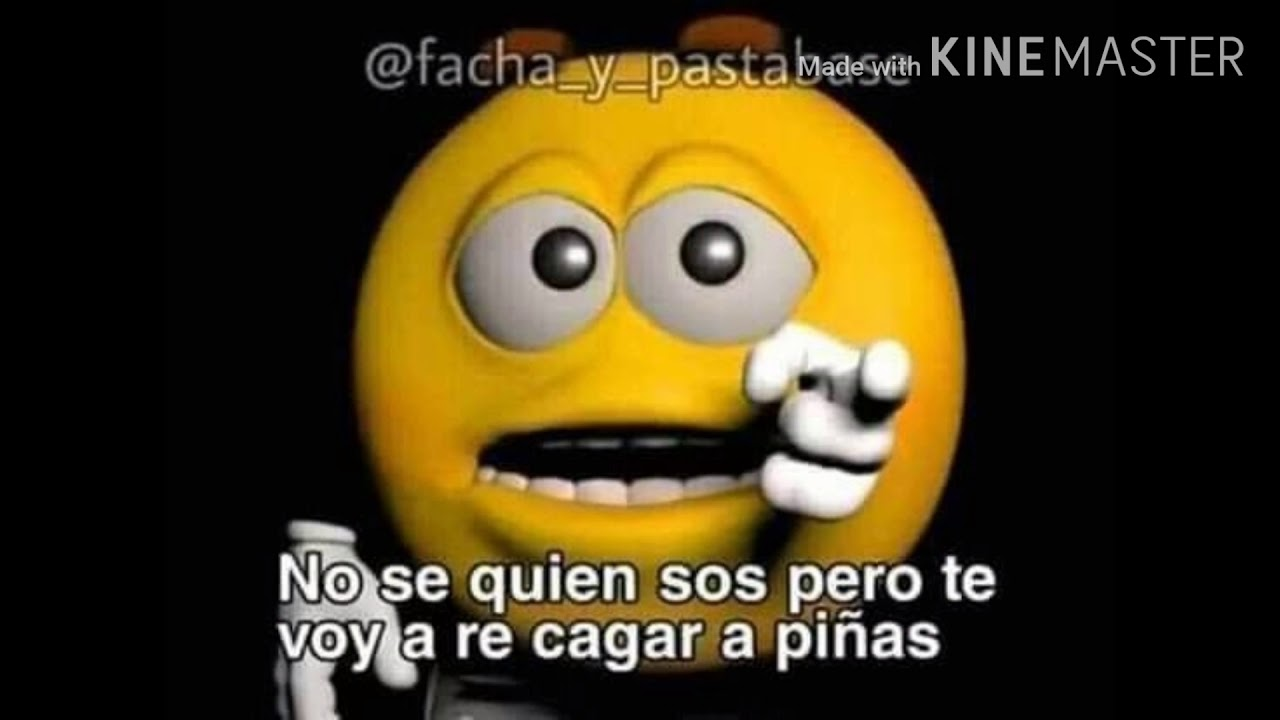 @facha_y_pastabase
Made with KINEMASTER
No se quien sos pero te
voy a re cagar a piñas